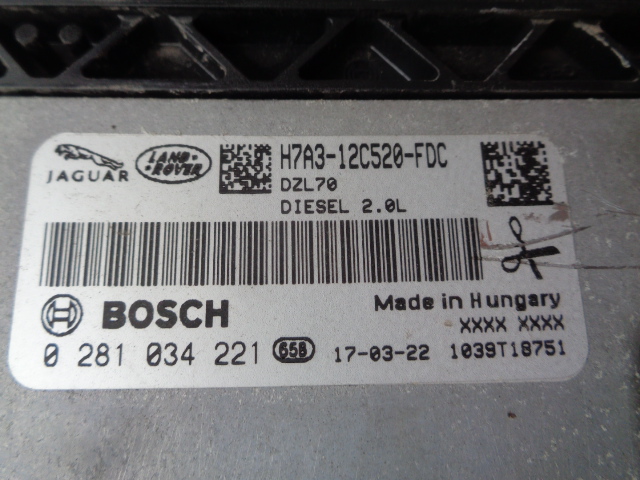 JAGUAR
LAND-
ROVER
H7A3-12C520-FDC
DZL70
DIESEL 2.0L
BOSCH
Made in Hungary
XXXX XXXX
0 281 034 221 65B 17-03-22 1039T18751